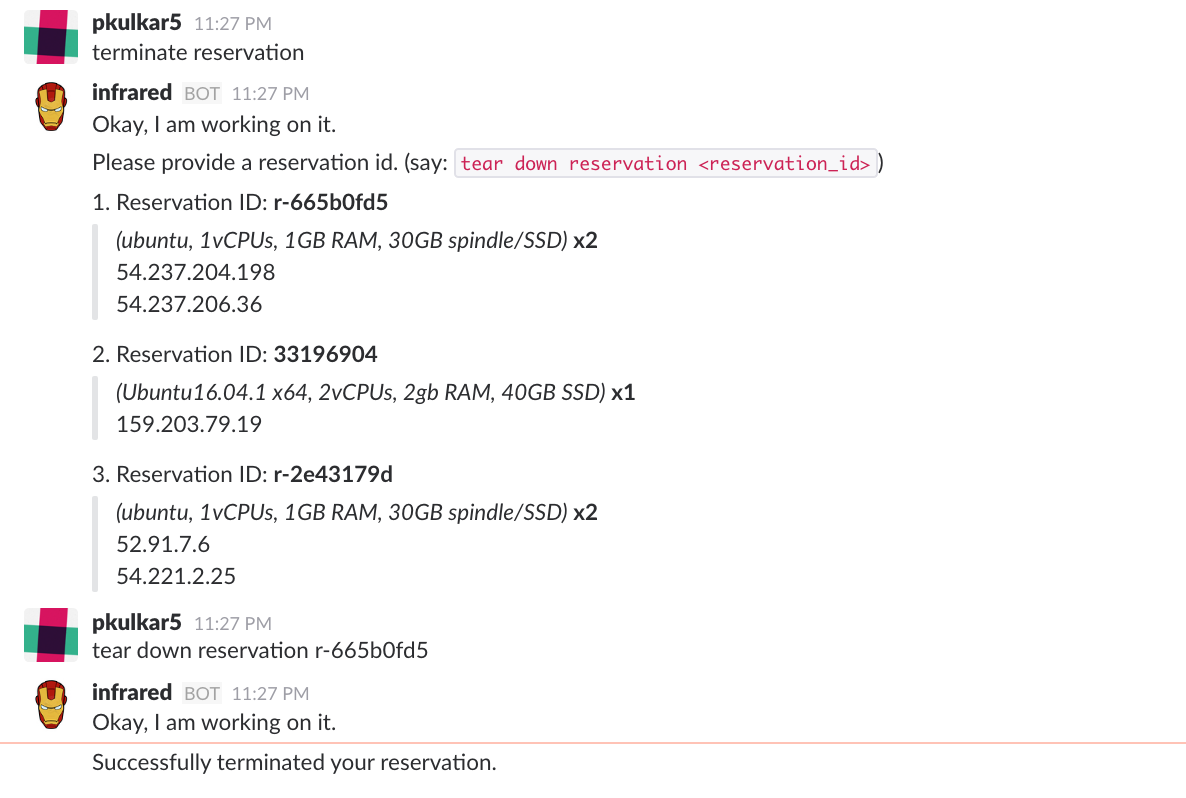 pkulkar5 11:27 PM
terminate reservation
infrared BOT 11:27 PM
Okay, I am working on it.
Please provide a reservation id. (say: tear down reservation <reservation_id>)
1. Reservation ID: r-665b0fd5
(ubuntu, 1vCPUs, 1GB RAM, 30GB spindle/SSD) x2
54.237.204.198
54.237.206.36
2. Reservation ID: 33196904
(Ubuntu16.04.1 x64, 2vCPUs, 2gb RAM, 40GB SSD) x1
159.203.79.19
3. Reservation ID: r-2e43179d
(ubuntu, 1vCPUs, 1GB RAM, 30GB spindle/SSD) x2
52.91.7.6
54.221.2.25
pkulkar5 11:27 PM
tear down reservation r-665b0fd5
infrared BOT 11:27 PM
Okay, I am working on it.
Successfully terminated your reservation.